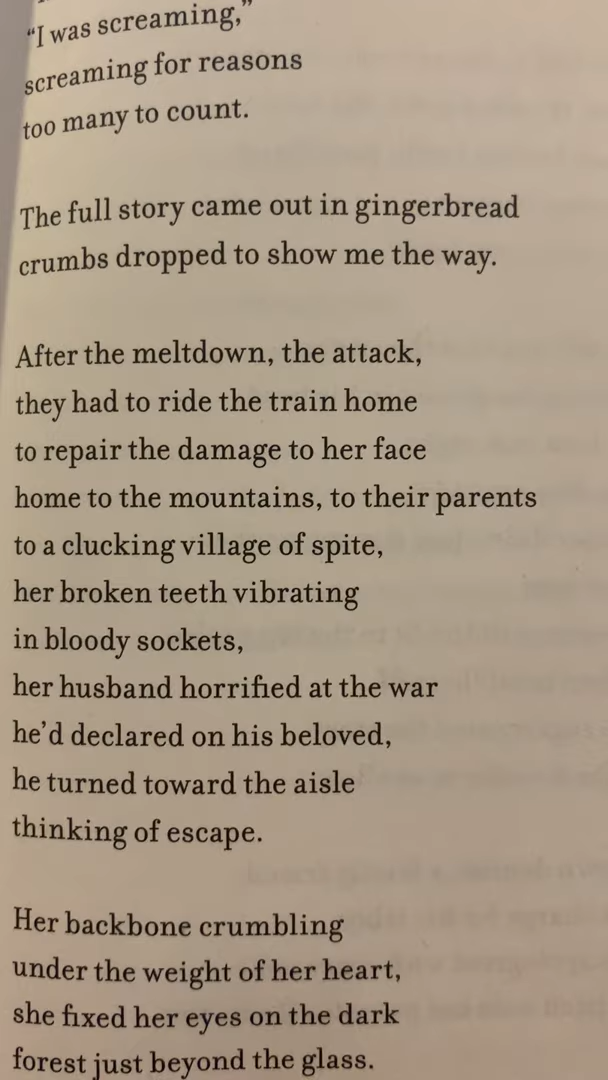 "I was screaming,"
screaming for reasons
too many to count.

The full story came out in gingerbread
crumbs dropped to show me the way.

After the meltdown, the attack,
they had to ride the train home
to repair the damage to her face
home to the mountains, to their parents
to a clucking village of spite,
her broken teeth vibrating
in bloody sockets,
her husband horrified at the war
he'd declared on his beloved,
he turned toward the aisle
thinking of escape.

Her backbone crumbling
under the weight of her heart,
she fixed her eyes on the dark
forest just beyond the glass.